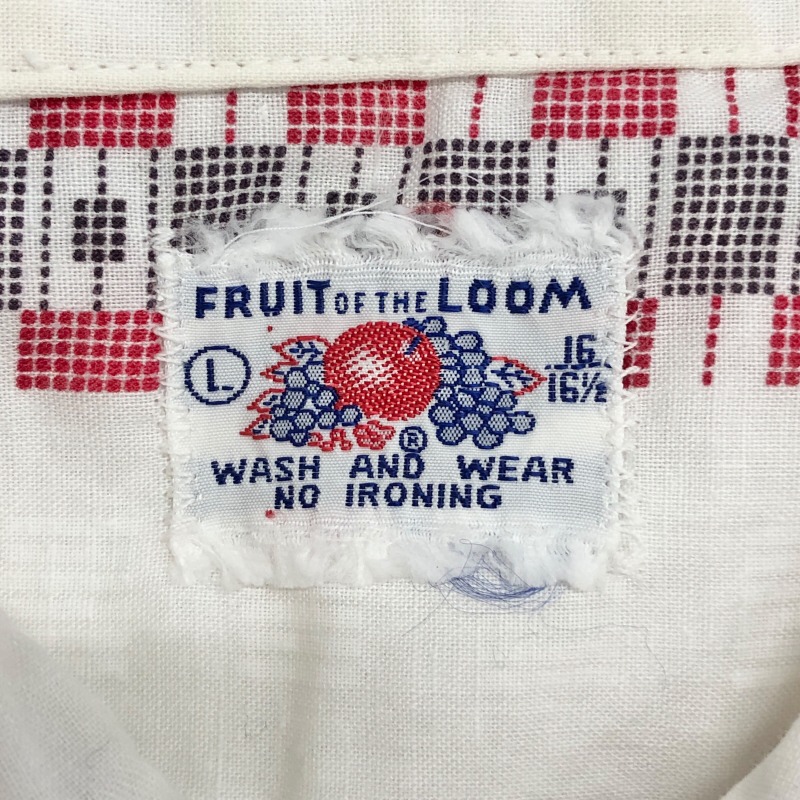 FRUIT OF THE LOOM
L
16
16½
®
WASH AND WEAR
NO IRONING